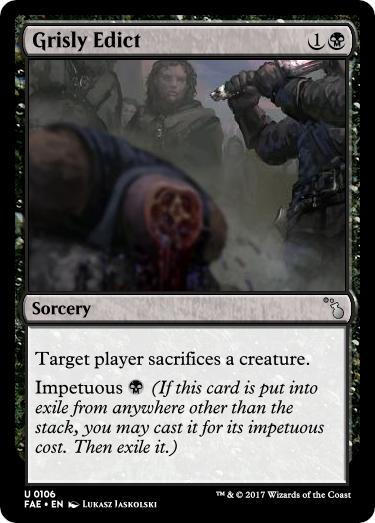 Grisly Edict 1
Sorcery
Target player sacrifices a creature.
Impetuous (If this card is put into
exile from anywhere other than the
stack, you may cast it for its impetuous
cost. Then exile it.)
U 0106
FAE • EN Lukasz Jaskolski
™ & © 2017 Wizards of the Coast